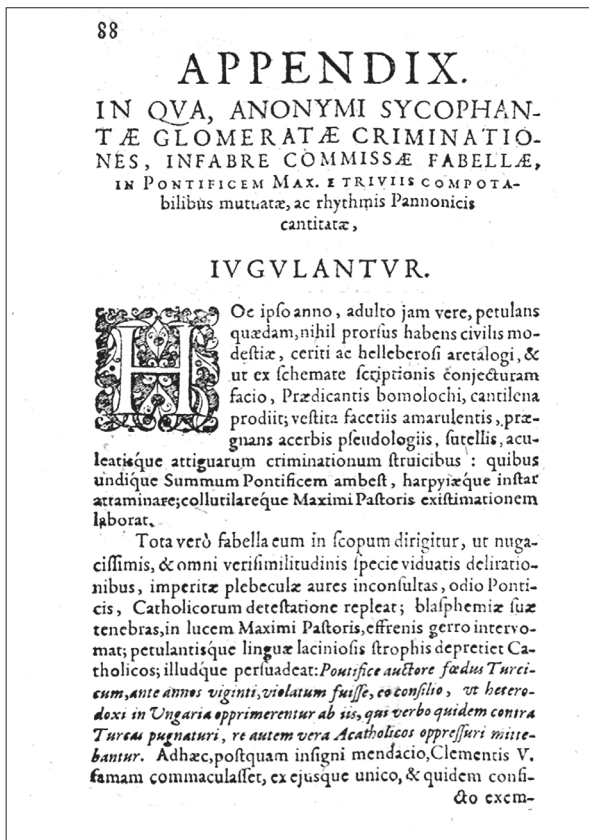 88
APPENDIX.
IN QVA, ANONYMI SYCOPHAN-
TÆ GLOMERATÆ CRIMINATIO-
NES, INFABRE COMMISSÆ FABELLÆ,
IN PONTIFICEM MAX. E TRIVIIS COMPOTA-
bilibus mutuatæ, ac rhythmis Pannonicis
cantitatæ,
IVGVLANTVR.
HOc ipſo anno, adulto jam vere, petulans
quædam, nihil prorſus habens civilis mo-
deſtiæ, ceriti ac helleberoſi aretálogi, &
ut ex ſchemate ſcriptionis conjecturam
facio, Prædicantis bomolochi, cantilena
prodiit; veſtita facetiis amarulentis, præ-
gnans acerbis pſeudologiis, ſutellis, acu-
leatiſque attiguarum criminationum ſtruicibus : quibus
undique Summum Pontificem ambeſt, harpyiæque inſtar
attaminare; collutilareque Maximi Paſtoris exiſtimationem
laborat.
Tota verò fabella eum in ſcopum dirigitur, ut nuga-
ciſſimis, & omni veriſimilitudinis ſpecie viduatis deliratio-
nibus, imperitæ plebeculæ aures inconſultas, odio Ponti-
cis, Catholicorum deteſtatione repleat; blaſphemiæ ſuæ
tenebras, in lucem Maximi Paſtoris, effrenis gerro intervo-
mat; petulantiſque linguæ lacinioſis ſtrophis depretiet Ca-
tholicos; illudque perſuadeat: Pontifice auctore fœdus Turci-
cum, ante annos viginti, violatum fuiſſe, eo conſilio, ut hetero-
doxi in Ungaria opprimerentur ab iis, qui verbo quidem contra
Turcas pugnaturi, re autem vera Acatholicos oppreſſuri mitte-
bantur. Adhæc, poſtquam inſigni mendacio, Clementis V.
famam commaculaſſet, ex ejuſque unico, & quidem confi-
cto exem-